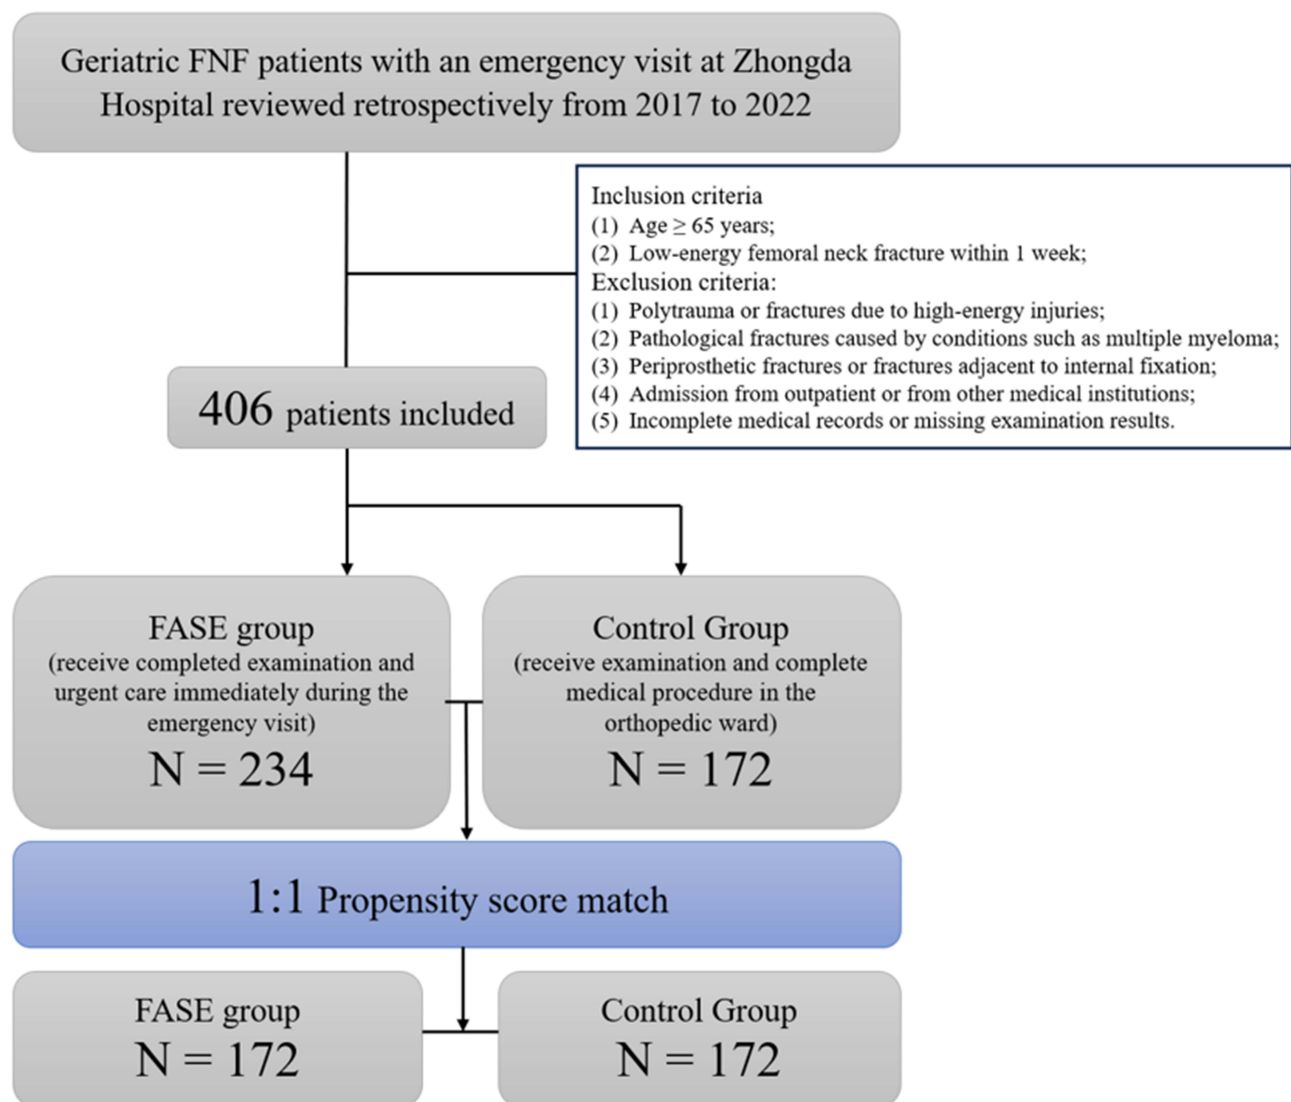 Geriatric FNF patients with an emergency visit at Zhongda
Hospital reviewed retrospectively from 2017 to 2022
Inclusion criteria
(1) Age ≥ 65 years;
(2) Low-energy femoral neck fracture within 1 week;
Exclusion criteria:
(1) Polytrauma or fractures due to high-energy injuries;
(2) Pathological fractures caused by conditions such as multiple myeloma;
(3) Periprosthetic fractures or fractures adjacent to internal fixation;
(4) Admission from outpatient or from other medical institutions;
(5) Incomplete medical records or missing examination results.
406 patients included
FASE group
(receive completed examination and
urgent care immediately during the
emergency visit)
N = 234
Control Group
(receive examination and complete
medical procedure in the
orthopedic ward)
N = 172
1:1 Propensity score match
FASE group
N = 172
Control Group
N = 172